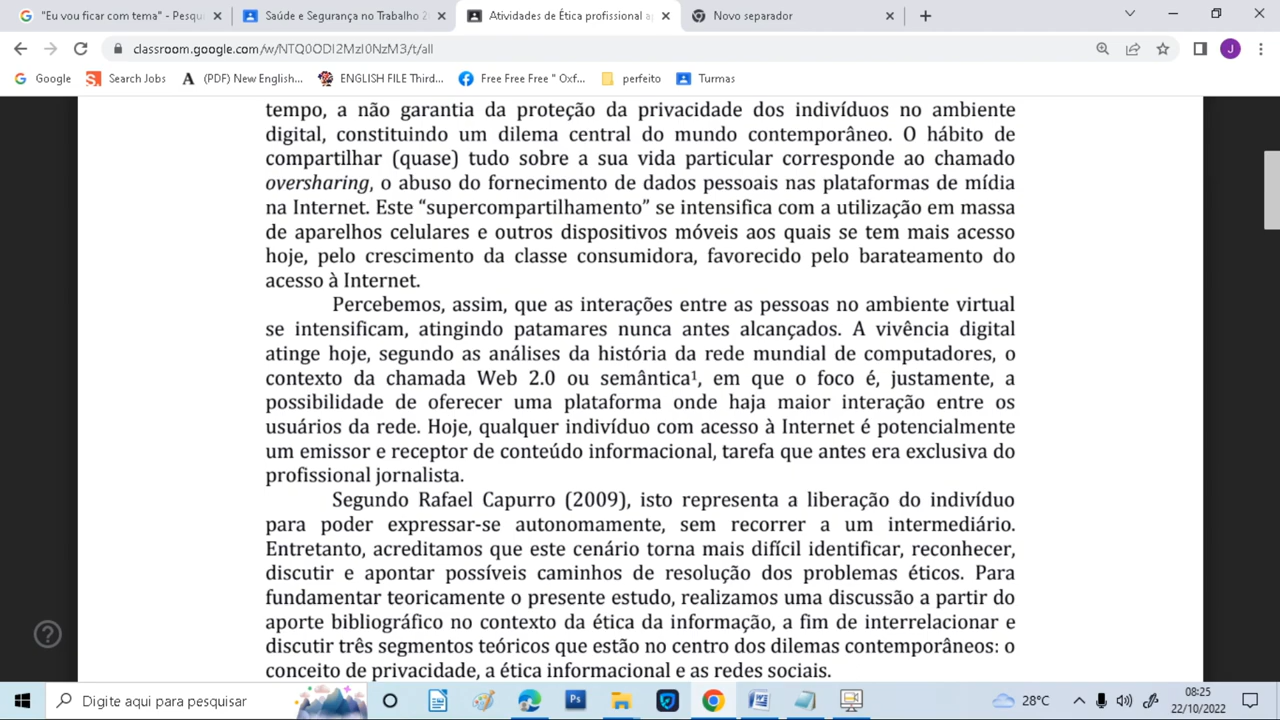 "Eu vou ficar com tema" - Pesqu
Saúde e Segurança no Trabalho 2
Atividades de Ética profissional a
Novo separador
classroom.google.com/w/NTQ0ODI2MzI0NzM3/t/all
J
Google
Search Jobs
(PDF) New English...
ENGLISH FILE Third...
Free Free Free " Oxf...
perfeito
Turmas
tempo, a não garantia da proteção da privacidade dos indivíduos no ambiente
digital, constituindo um dilema central do mundo contemporâneo. O hábito de
compartilhar (quase) tudo sobre a sua vida particular corresponde ao chamado
oversharing, o abuso do fornecimento de dados pessoais nas plataformas de mídia
na Internet. Este “supercompartilhamento” se intensifica com a utilização em massa
de aparelhos celulares e outros dispositivos móveis aos quais se tem mais acesso
hoje, pelo crescimento da classe consumidora, favorecido pelo barateamento do
acesso à Internet.
Percebemos, assim, que as interações entre as pessoas no ambiente virtual
se intensificam, atingindo patamares nunca antes alcançados. A vivência digital
atinge hoje, segundo as análises da história da rede mundial de computadores, o
contexto da chamada Web 2.0 ou semântica¹, em que o foco é, justamente, a
possibilidade de oferecer uma plataforma onde haja maior interação entre os
usuários da rede. Hoje, qualquer indivíduo com acesso à Internet é potencialmente
um emissor e receptor de conteúdo informacional, tarefa que antes era exclusiva do
profissional jornalista.
Segundo Rafael Capurro (2009), isto representa a liberação do indivíduo
para poder expressar-se autonomamente, sem recorrer a um intermediário.
Entretanto, acreditamos que este cenário torna mais difícil identificar, reconhecer,
discutir e apontar possíveis caminhos de resolução dos problemas éticos. Para
fundamentar teoricamente o presente estudo, realizamos uma discussão a partir do
aporte bibliográfico no contexto da ética da informação, a fim de interrelacionar e
discutir três segmentos teóricos que estão no centro dos dilemas contemporâneos: o
conceito de privacidade, a ética informacional e as redes sociais.
Digite aqui para pesquisar
Ps
28°C
08:25
22/10/2022